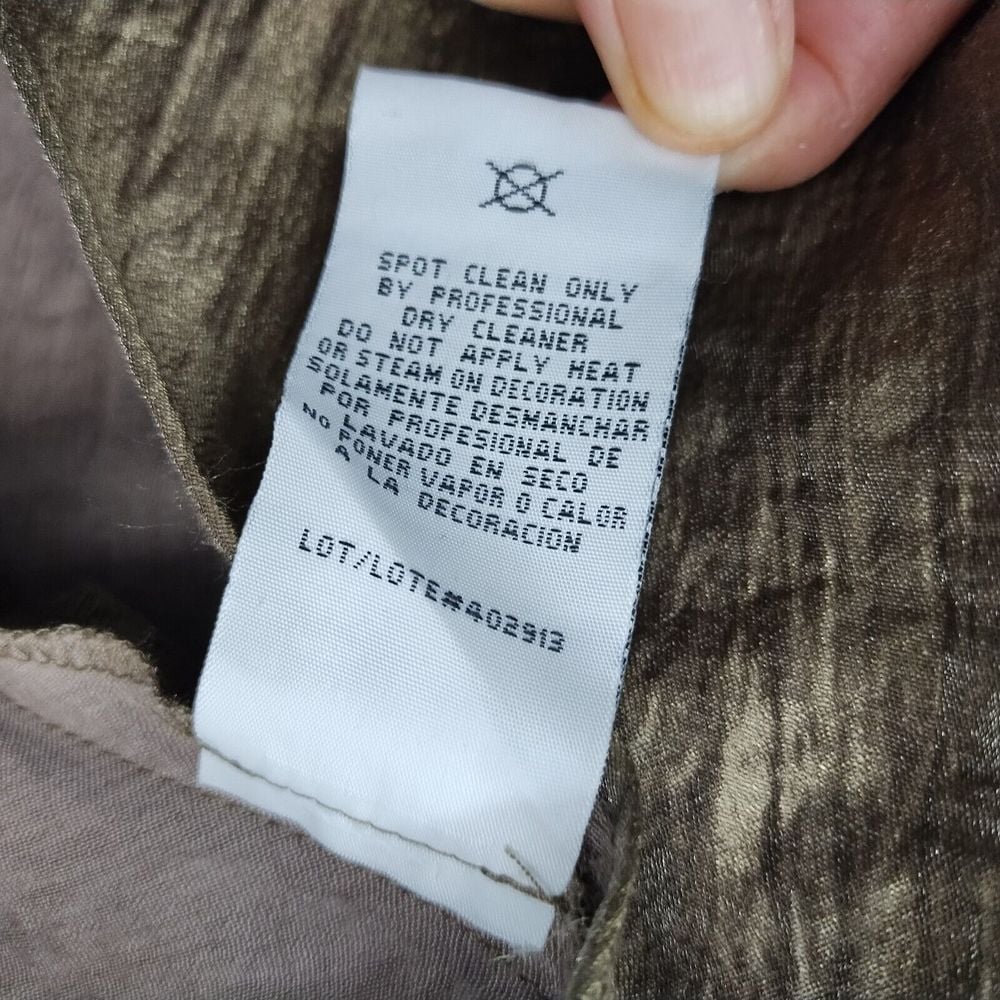 SPOT CLEAN ONLY
BY PROFESSIONAL
DRY CLEANER
DO NOT APPLY HEAT
OR STEAM ON DECORATION
SOLAMENTE DESMANCHAR
POR PROFESIONAL DE
LAVADO EN SECO
NO PONER VAPOR O CALOR
A LA DECORACION
LOT/LOTE#402913